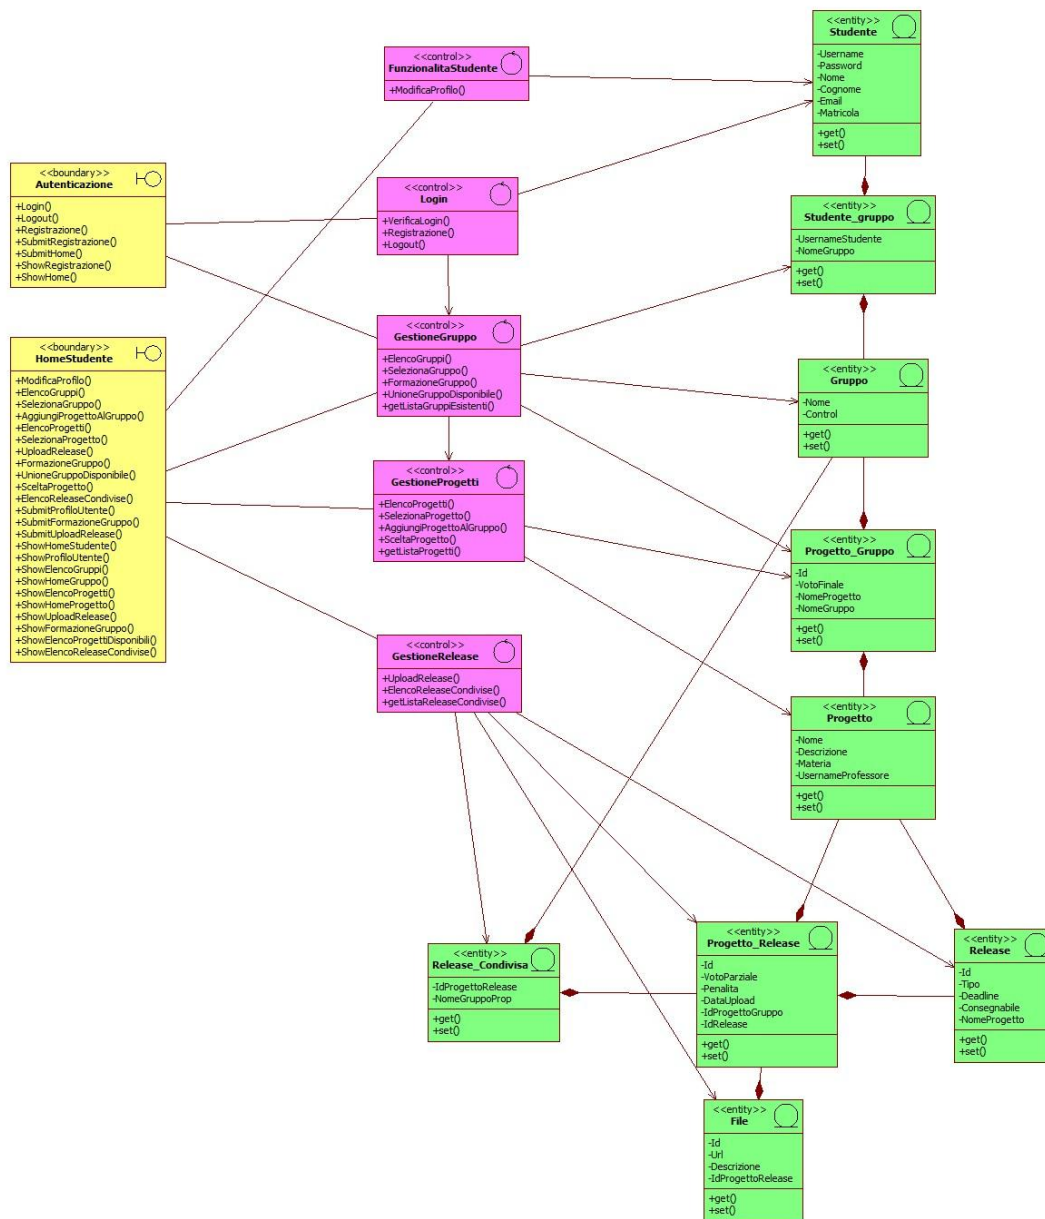 <<entity>>
Studente
-Username
-Password
-Nome
-Cognome
-Email
-Matricola
+get()
+set()
<<control>>
FunzionalitaStudente
+ModificaProfilo()
<<boundary>>
Autenticazione
+Login()
+Logout()
+Registrazione()
+SubmitRegistrazione()
+SubmitHome()
+ShowRegistrazione()
+ShowHome()
<<control>>
Login
+VerificaLogin()
+Registrazione()
+Logout()
<<entity>>
Studente_gruppo
-UsernameStudente
-NomeGruppo
+get()
+set()
<<boundary>>
HomeStudente
+ModificaProfilo()
+ElencoGruppi()
+SelezionaGruppo()
+AggiungiProgettoAlGruppo()
+ElencoProgetti()
+SelezionaProgetto()
+UploadRelease()
+FormazioneGruppo()
+UnioneGruppoDisponibile()
+SceltaProgetto()
+ElencoReleaseCondivise()
+SubmitProfiloUtente()
+SubmitFormazioneGruppo()
+SubmitUploadRelease()
+ShowHomeStudente()
+ShowProfiloUtente()
+ShowElencoGruppi()
+ShowHomeGruppo()
+ShowElencoProgetti()
+ShowHomeProgetto()
+ShowUploadRelease()
+ShowFormazioneGruppo()
+ShowElencoProgettiDisponibili()
+ShowElencoReleaseCondivise()
<<control>>
GestioneGruppo
+ElencoGruppi()
+SelezionaGruppo()
+FormazioneGruppo()
+UnioneGruppoDisponibile()
+getListaGruppiEsistenti()
<<entity>>
Gruppo
-Nome
-Control
+get()
+set()
<<control>>
GestioneProgetti
+ElencoProgetti()
+SelezionaProgetto()
+AggiungiProgettoAlGruppo()
+SceltaProgetto()
+getListaProgetti()
<<entity>>
Progetto_Gruppo
-Id
-VotoFinale
-NomeProgetto
-NomeGruppo
+get()
+set()
<<control>>
GestioneRelease
+UploadRelease()
+ElencoReleaseCondivise()
+getListaReleaseCondivise()
<<entity>>
Progetto
-Nome
-Descrizione
-Materia
-UsernameProfessore
+get()
+set()
<<entity>>
Release_Condivisa
-IdProgettoRelease
-NomeGruppoProp
+get()
+set()
<<entity>>
Progetto_Release
-Id
-VotoParziale
-Penalita
-DataUpload
-IdProgettoGruppo
-IdRelease
+get()
+set()
<<entity>>
Release
-Id
-Tipo
-Deadline
-Consegnabile
-NomeProgetto
+get()
+set()
<<entity>>
File
-Id
-Url
-Descrizione
-IdProgettoRelease
+get()
+set()